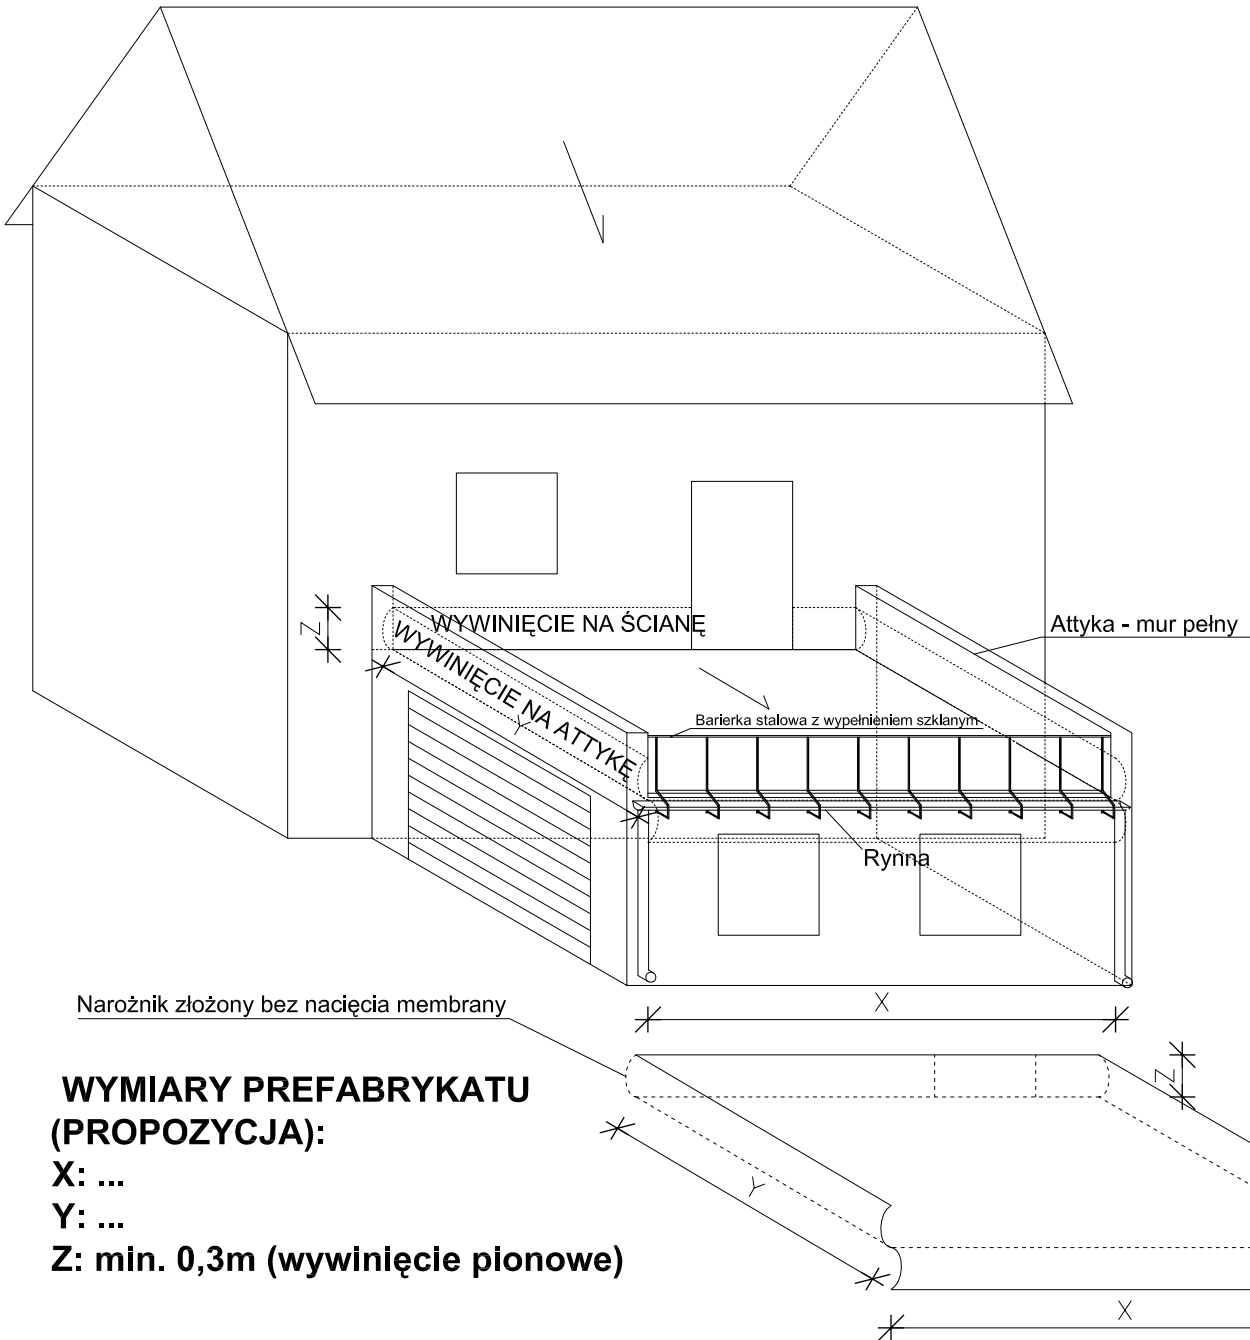 Z
WYWINIĘCIE NA ŚCIANĘ
WYWINIĘCIE NA ATTYKĘ
Y
Attyka - mur pełny
Barierka stalowa z wypełnieniem szklanym
Rynna
X
Narożnik złożony bez nacięcia membrany
Z
Y
X
WYMIARY PREFABRYKATU
(PROPOZYCJA):
X: ...
Y: ...
Z: min. 0,3m (wywinięcie pionowe)